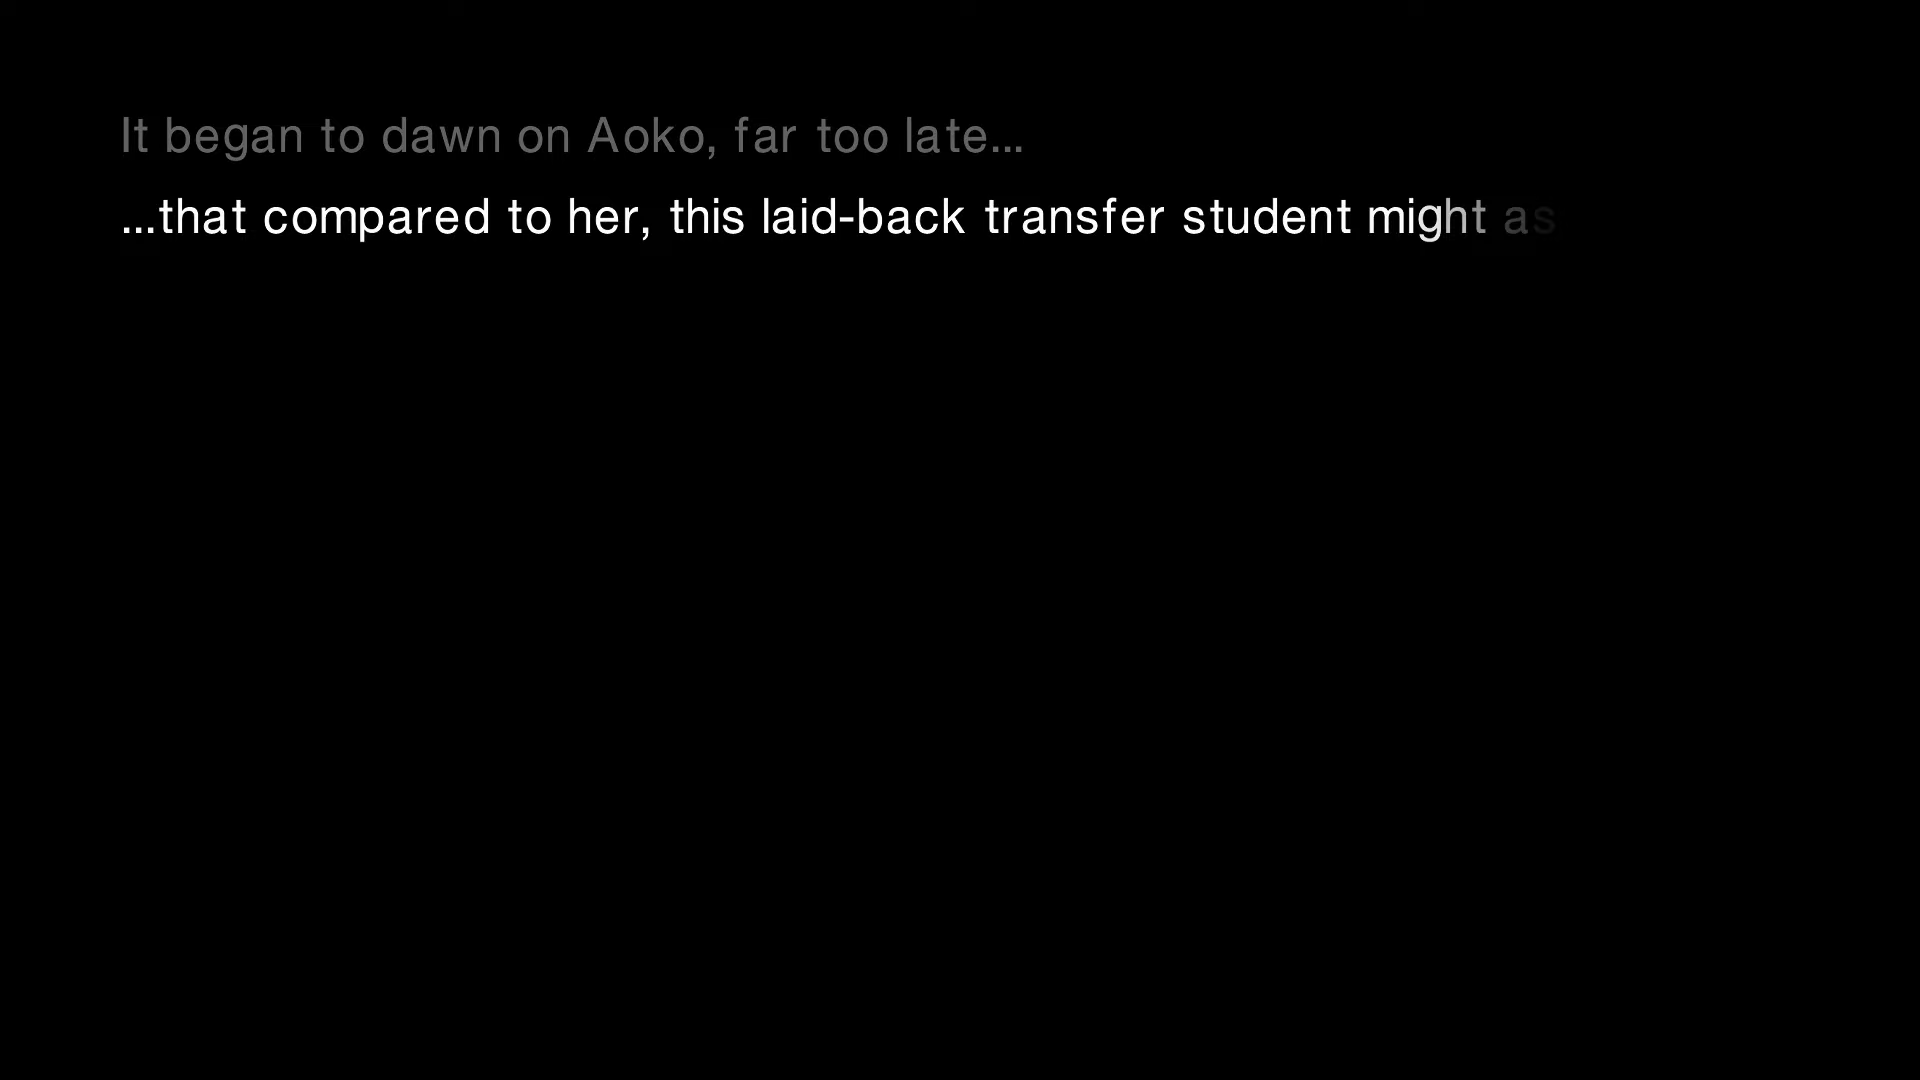 It began to dawn on Aoko, far too late...
...that compared to her, this laid-back transfer student might as